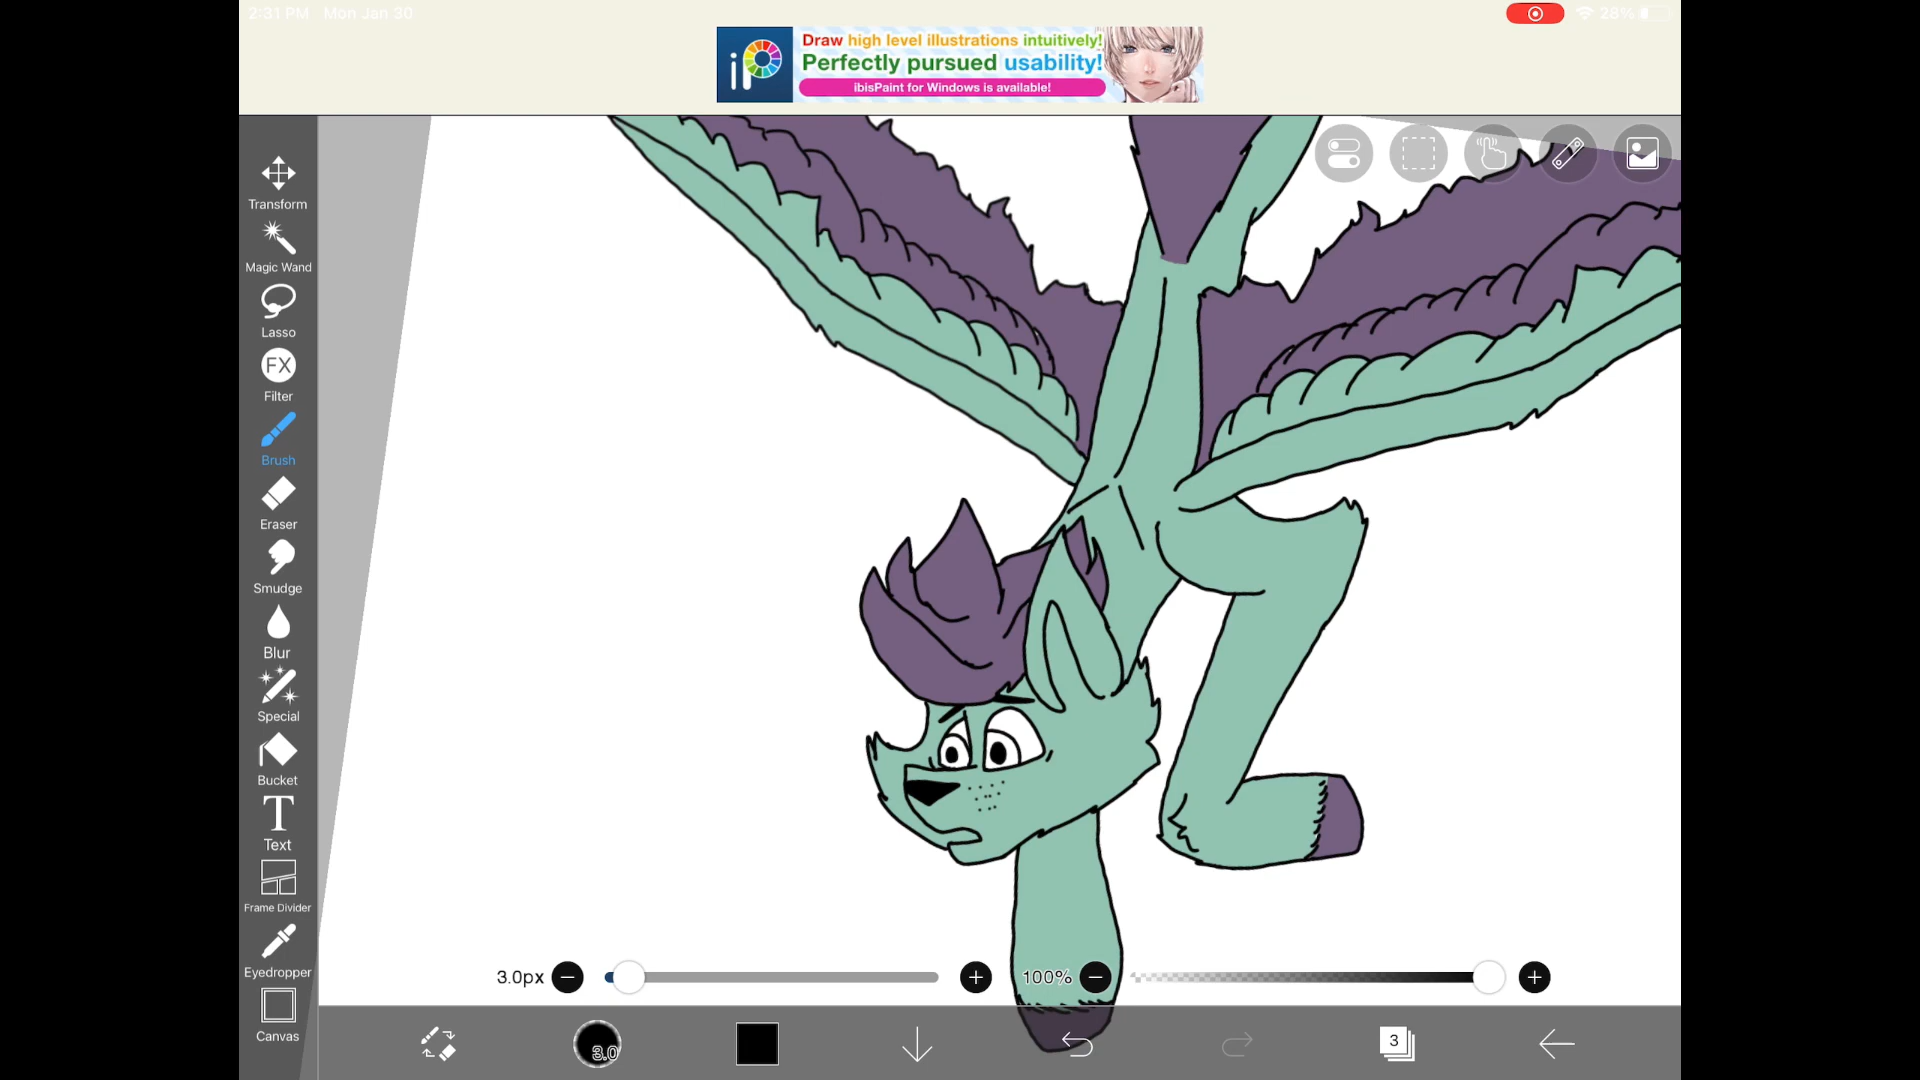 2:31 PM Mon Jan 30
28%
iP
Draw high level illustrations intuitively!
Perfectly pursued usability!
ibisPaint for Windows is available!
Transform
Magic Wand
Lasso
FX
Filter
Brush
Eraser
Smudge
Blur
Special
Bucket
T
Text
Frame Divider
Eyedropper
Canvas
3.0px
100%
3.0
3